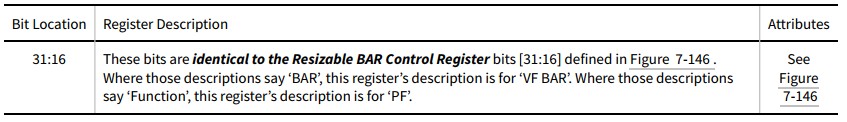 Bit Location Register Description Attributes
31:16 These bits are identical to the Resizable BAR Control Register bits [31:16] defined in Figure 7-146 . See
Where those descriptions say ‘BAR’, this register’s description is for ‘VF BAR’. Where those descriptions Figure
say ‘Function’, this register’s description is for ‘PF’. 7-146